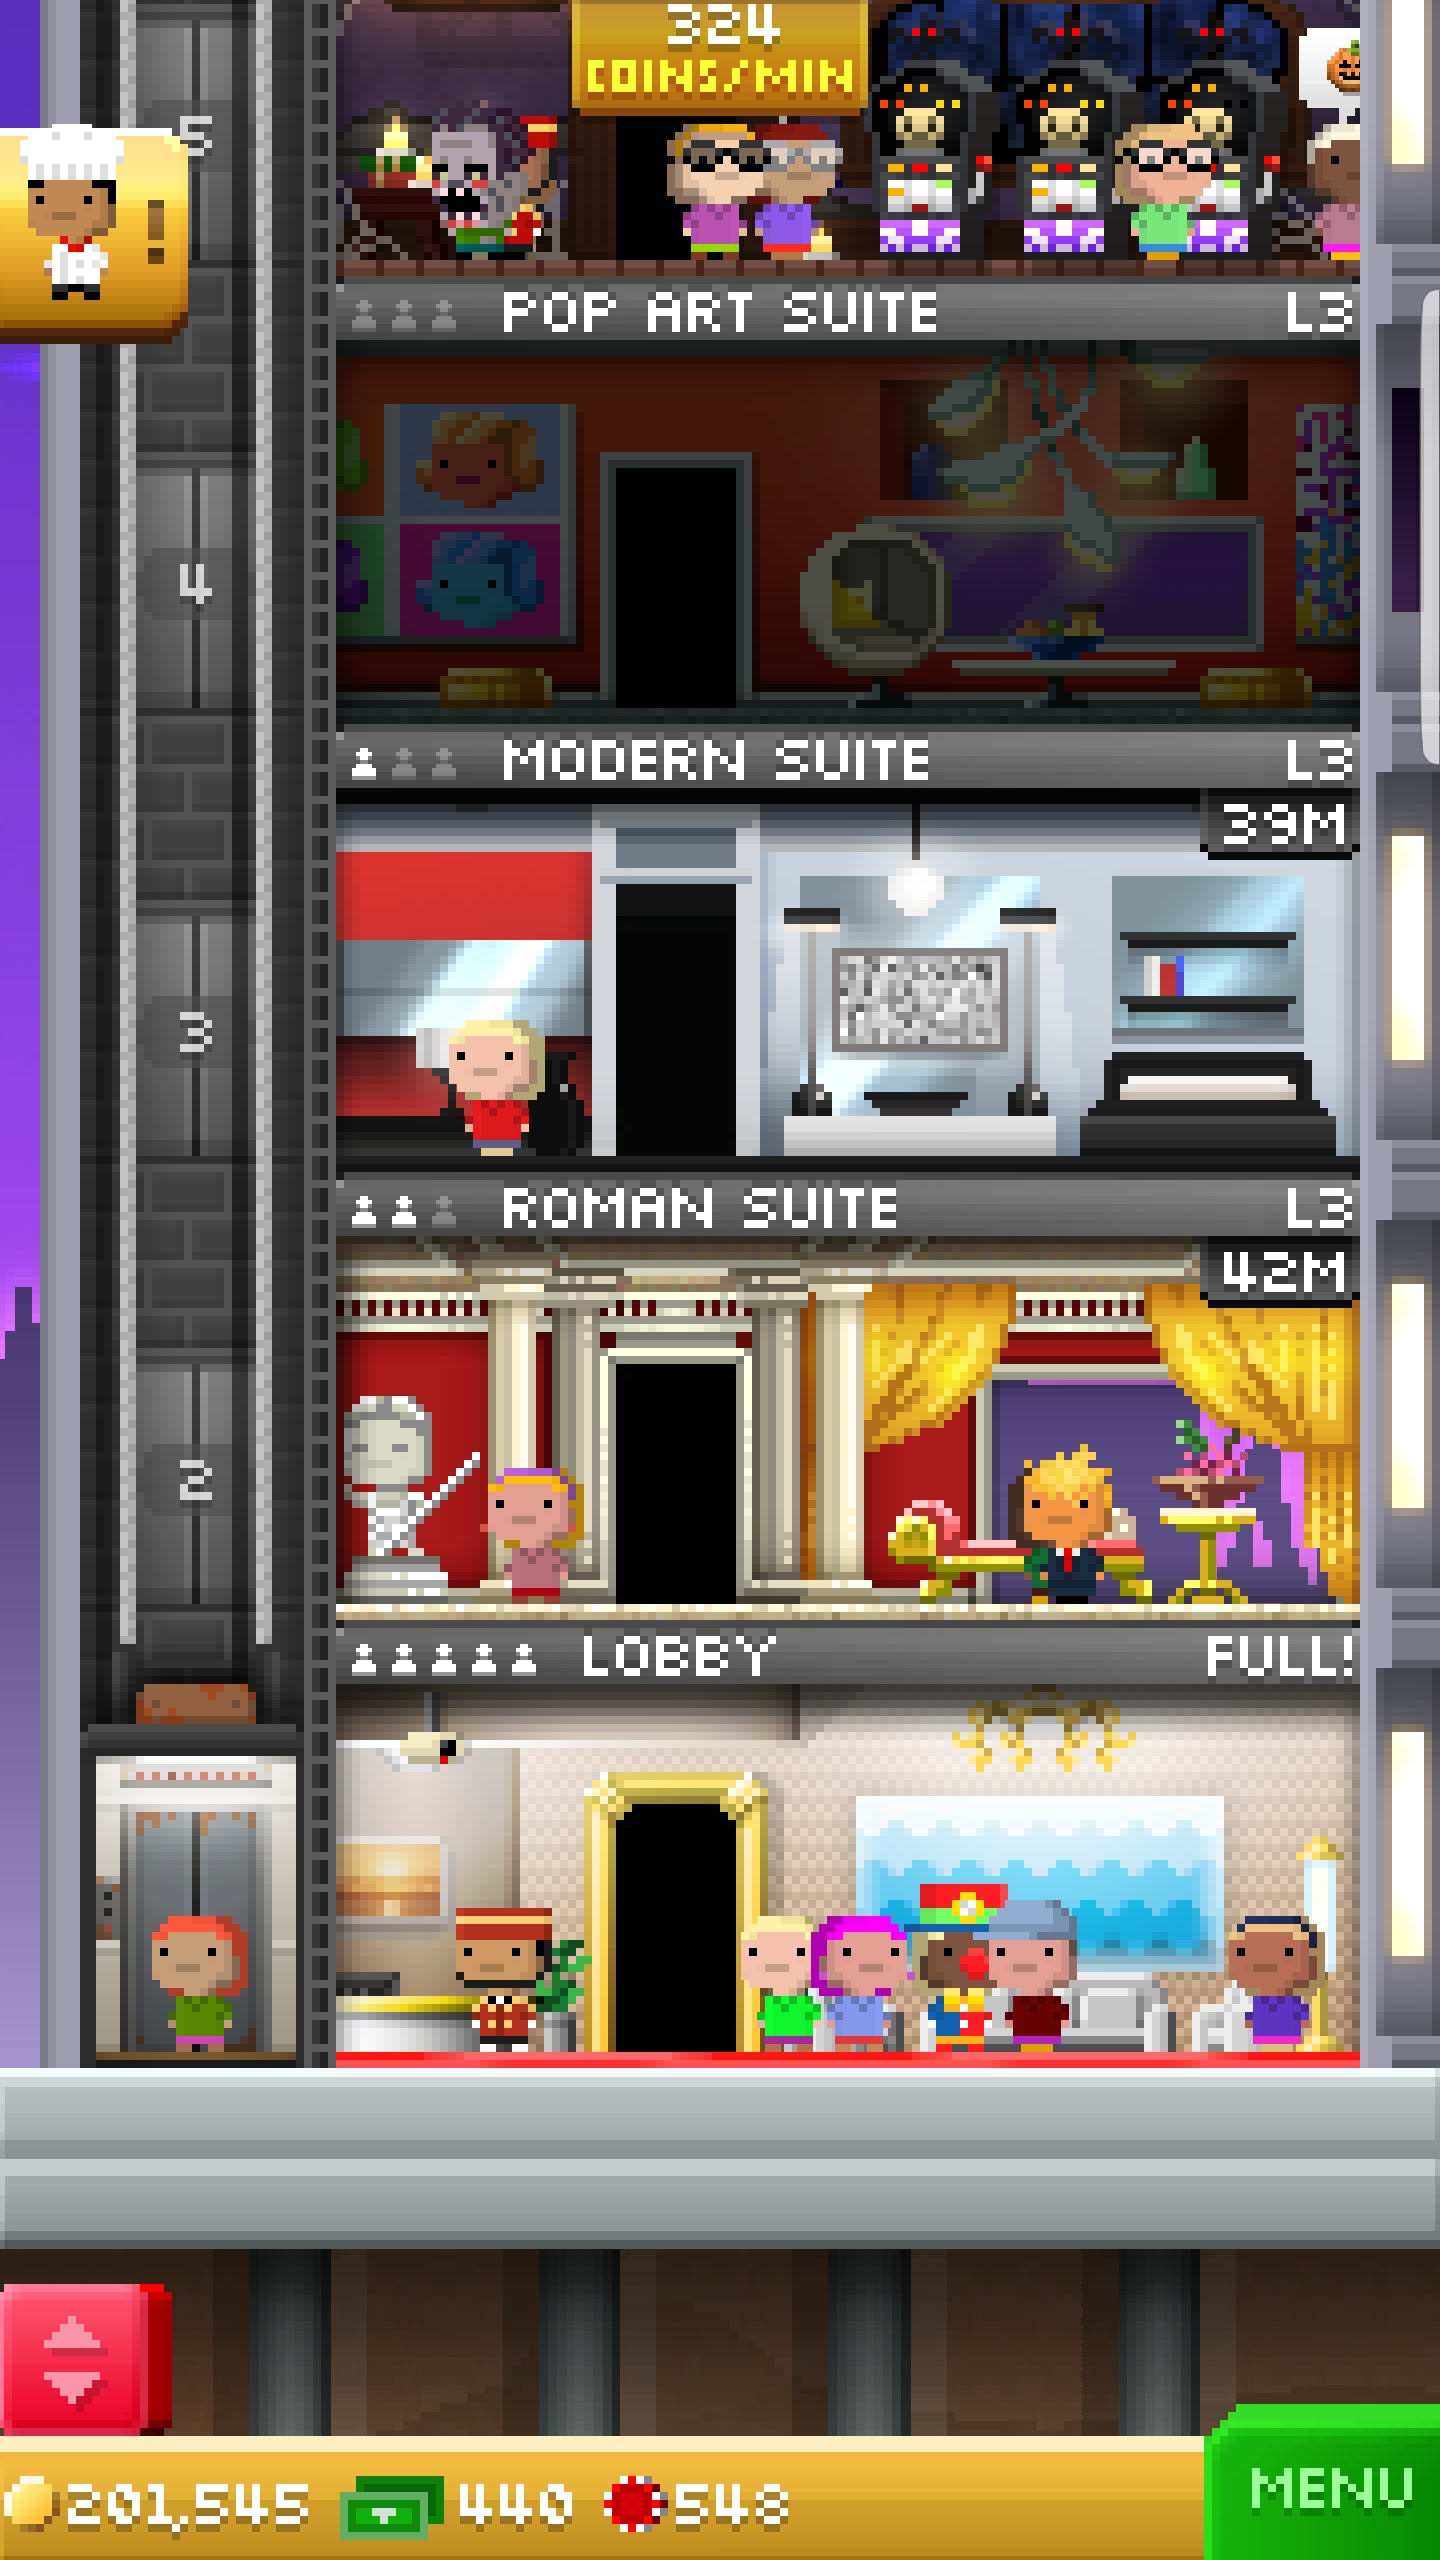 324
COINS/MIN
5
!
POP ART SUITE L3
4
MODERN SUITE L3
39M
3
ROMAN SUITE L3
42M
2
LOBBY FULL!
201,545 440 548
MENU